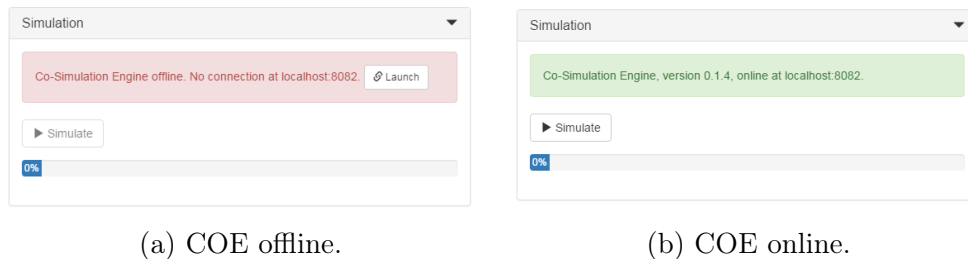 Simulation
Co-Simulation Engine offline. No connection at localhost:8082. Launch
Simulate
0%
(a) COE offline.
Simulation
Co-Simulation Engine, version 0.1.4, online at localhost:8082.
Simulate
0%
(b) COE online.